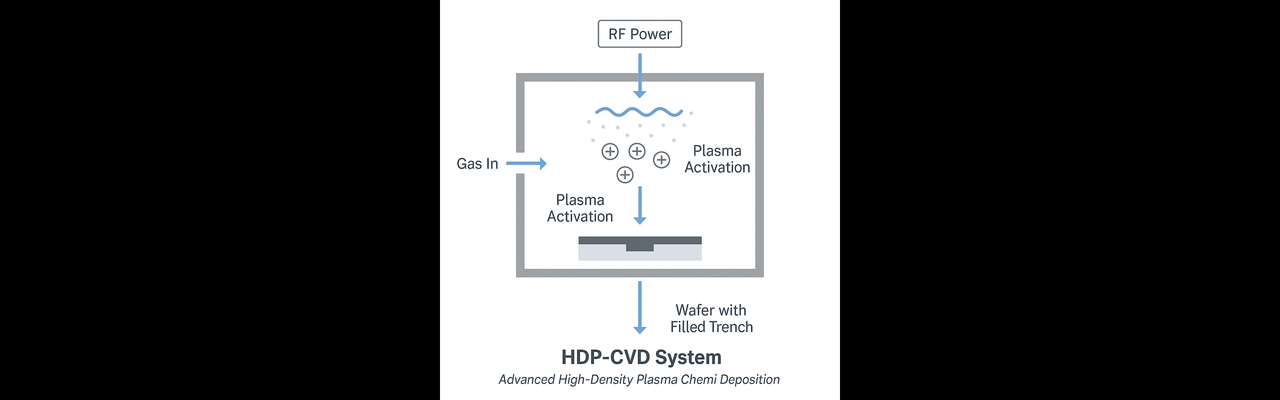 RF Power
Gas In
Plasma
Activation
Plasma
Activation
Wafer with
Filled Trench
HDP-CVD System
Advanced High-Density Plasma Chemi Deposition